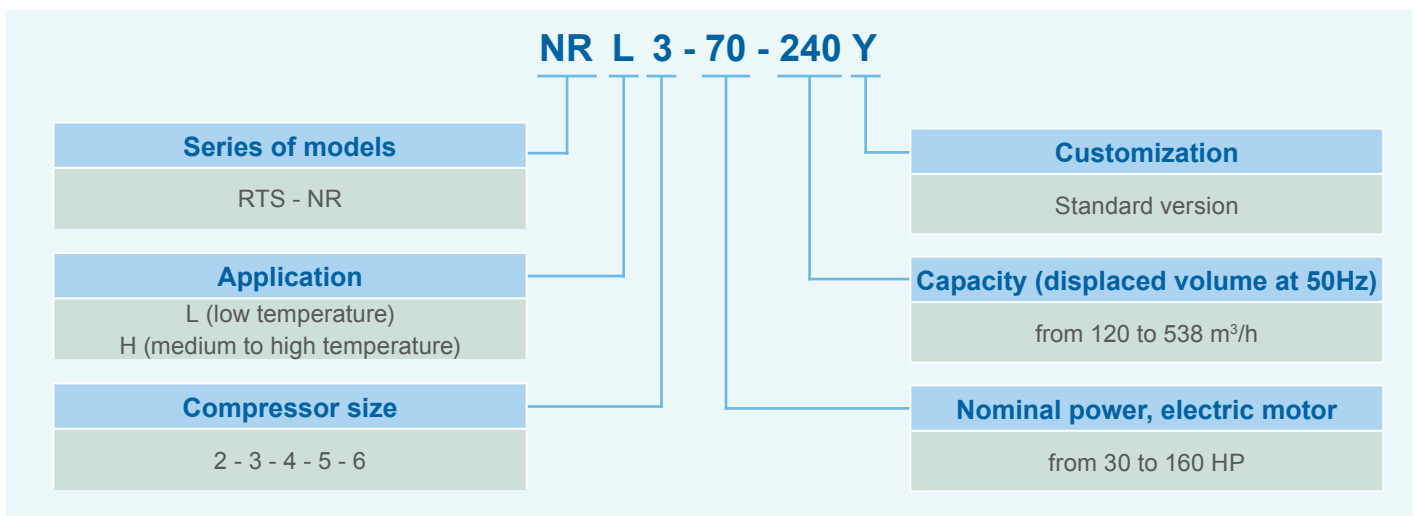 NR L 3 - 70 - 240 Y
Series of models
RTS - NR
Application
L (low temperature)
H (medium to high temperature)
Compressor size
2 - 3 - 4 - 5 - 6
Customization
Standard version
Capacity (displaced volume at 50Hz)
from 120 to 538 m³/h
Nominal power, electric motor
from 30 to 160 HP